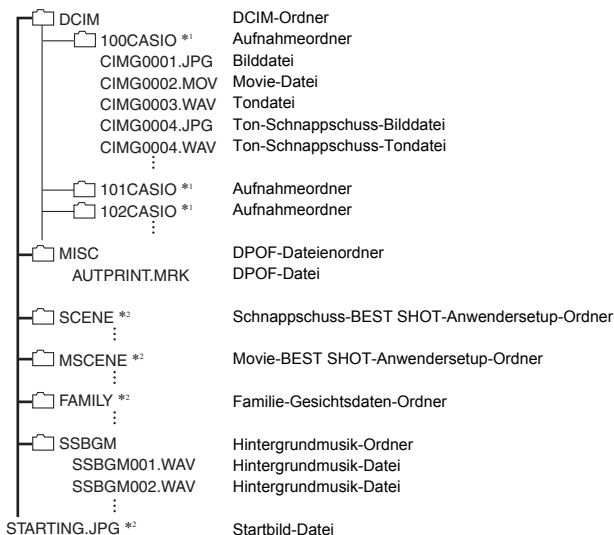 DCIM DCIM-Ordner
100CASIO *1 Aufnahmeordner
CIMG0001.JPG Bilddatei
CIMG0002.MOV Movie-Datei
CIMG0003.WAV Tondatei
CIMG0004.JPG Ton-Schnappschuss-Bilddatei
CIMG0004.WAV Ton-Schnappschuss-Tondatei
101CASIO *1 Aufnahmeordner
102CASIO *1 Aufnahmeordner
MISC DPOF-Dateienordner
AUTPRINT.MRK DPOF-Datei
SCENE *2 Schnappschuss-BEST SHOT-Anwendersetup-Ordner
MSCENE *2 Movie-BEST SHOT-Anwendersetup-Ordner
FAMILY *2 Familie-Gesichtsdaten-Ordner
SSBGM Hintergrundmusik-Ordner
SSBGM001.WAV Hintergrundmusik-Datei
SSBGM002.WAV Hintergrundmusik-Datei
STARTING.JPG *2 Startbild-Datei